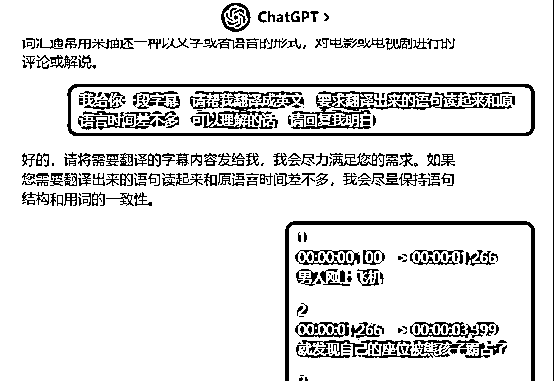 ChatGPT >
词汇通常用来描述一种以文字或者语言的形式，对电影或电视剧进行的
评论或解说。
我给你一段字幕 请帮我翻译成英文 要求翻译出来的语句读起来和原
语言时间差不多 可以理解的话 请回复我明白
好的，请将需要翻译的字幕内容发给我，我会尽力满足您的需求。如果
您需要翻译出来的语句读起来和原语言时间差不多，我会尽量保持语句
结构和用词的一致性。
1
00:00:00,100 --> 00:00:01,266
男人刚上飞机
2
00:00:01,266 --> 00:00:03,999
就发现自己的座位被熊孩子霸占了